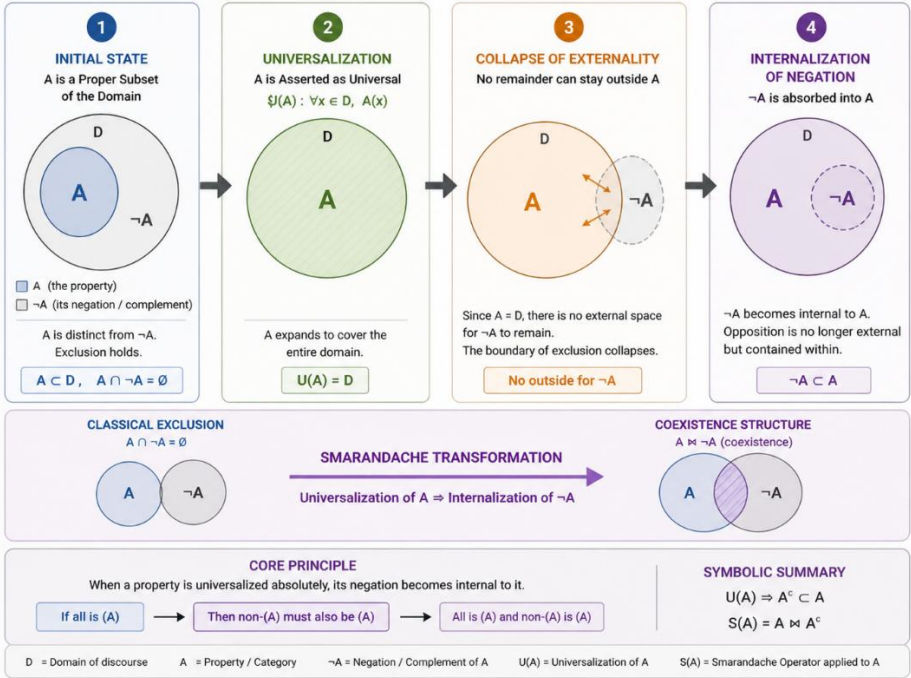 1
INITIAL STATE
A is a Proper Subset
of the Domain
D
A
¬A
A (the property)
¬A (its negation / complement)
A is distinct from ¬A.
Exclusion holds.
A ⊂ D , A ∩ ¬A = Ø
2
UNIVERSALIZATION
A is Asserted as Universal
(A) : ∀x ∈ D, A(x)
D
A
A expands to cover the
entire domain.
U(A) = D
3
COLLAPSE OF EXTERNALITY
No remainder can stay outside A
D
A
¬A
Since A = D, there is no external space
for ¬A to remain.
The boundary of exclusion collapses.
No outside for ¬A
4
INTERNALIZATION
OF NEGATION
¬A is absorbed into A
D
A
¬A
¬A becomes internal to A.
Opposition is no longer external
but contained within.
¬A ⊂ A
CLASSICAL EXCLUSION
A ∩ ¬A = Ø
A
¬A
SMARANDACHE TRANSFORMATION
Universalization of A ⇒ Internalization of ¬A
COEXISTENCE STRUCTURE
A ⋈ ¬A (coexistence)
A
¬A
CORE PRINCIPLE
When a property is universalized absolutely, its negation becomes internal to it.
If all is (A)
Then non-(A) must also be (A)
All is (A) and non-(A) is (A)
SYMBOLIC SUMMARY
U(A) ⇒ Aᶜ ⊂ A
S(A) = A ⋈ Aᶜ
D = Domain of discourse A = Property / Category ¬A = Negation / Complement of A U(A) = Universalization of A S(A) = Smarandache Operator applied to A